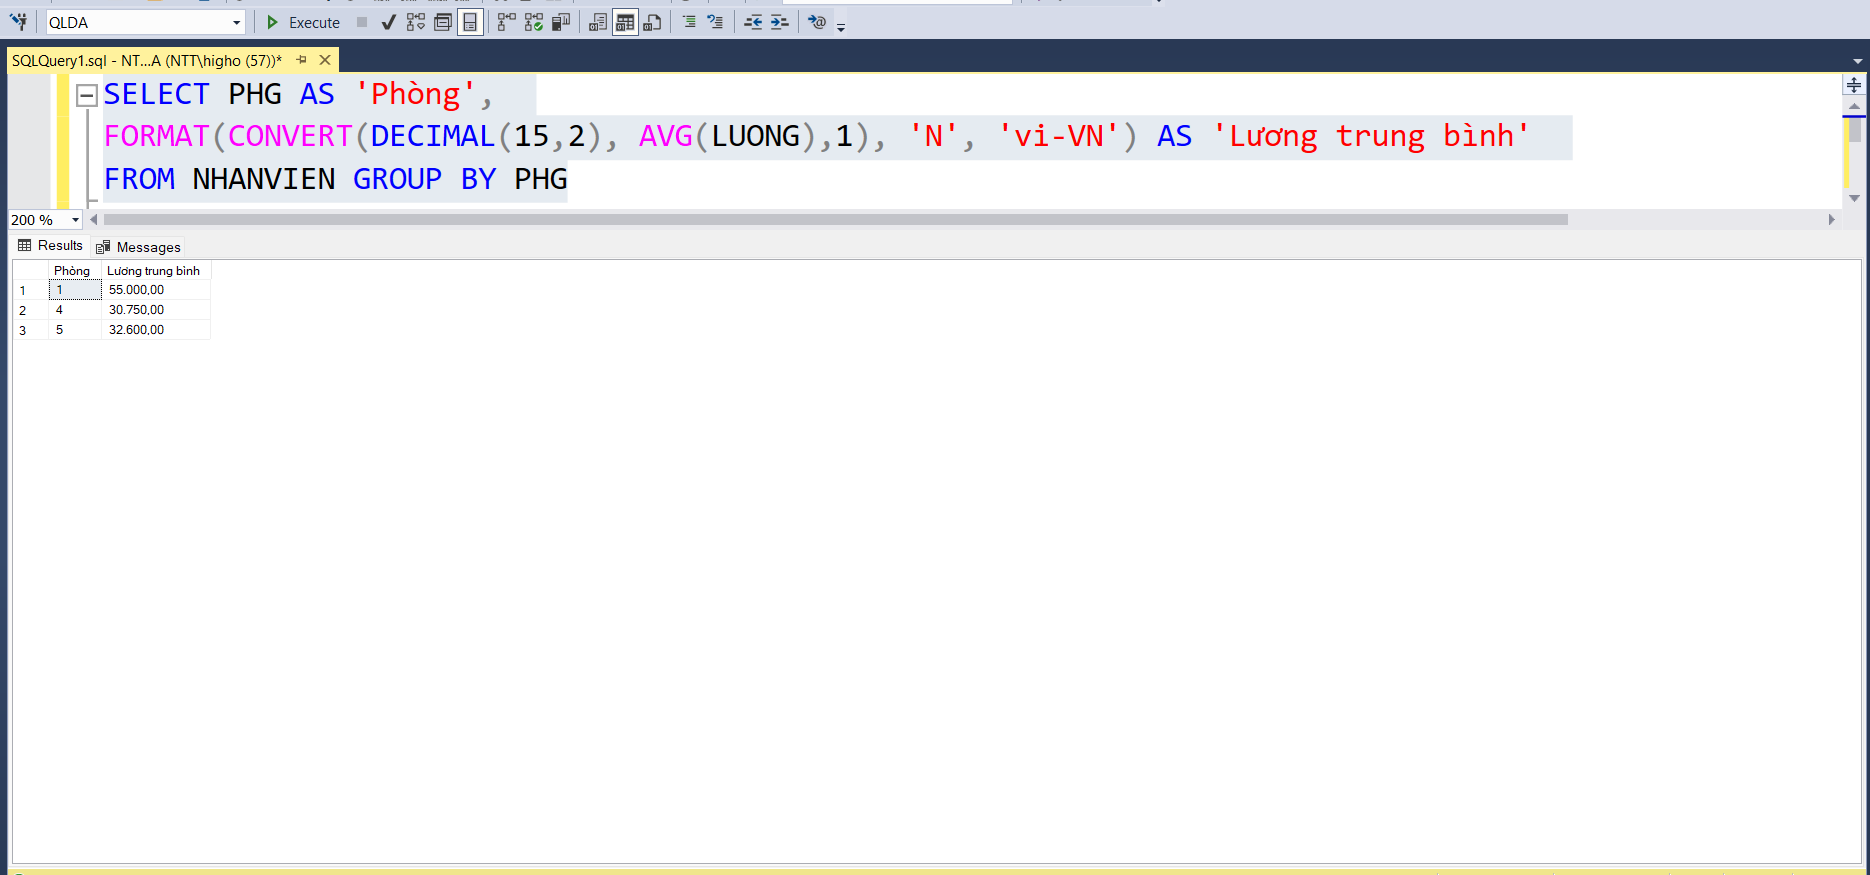 QLDA
Execute
SQLQuery1.sql - NT...A (NTT\higho (57))*
SELECT PHG AS 'Phòng',
FORMAT(CONVERT(DECIMAL(15,2), AVG(LUONG),1), 'N', 'vi-VN') AS 'Lương trung bình'
FROM NHANVIEN GROUP BY PHG
200 %
Results Messages
Phòng Lương trung bình
1 1 55.000,00
2 4 30.750,00
3 5 32.600,00